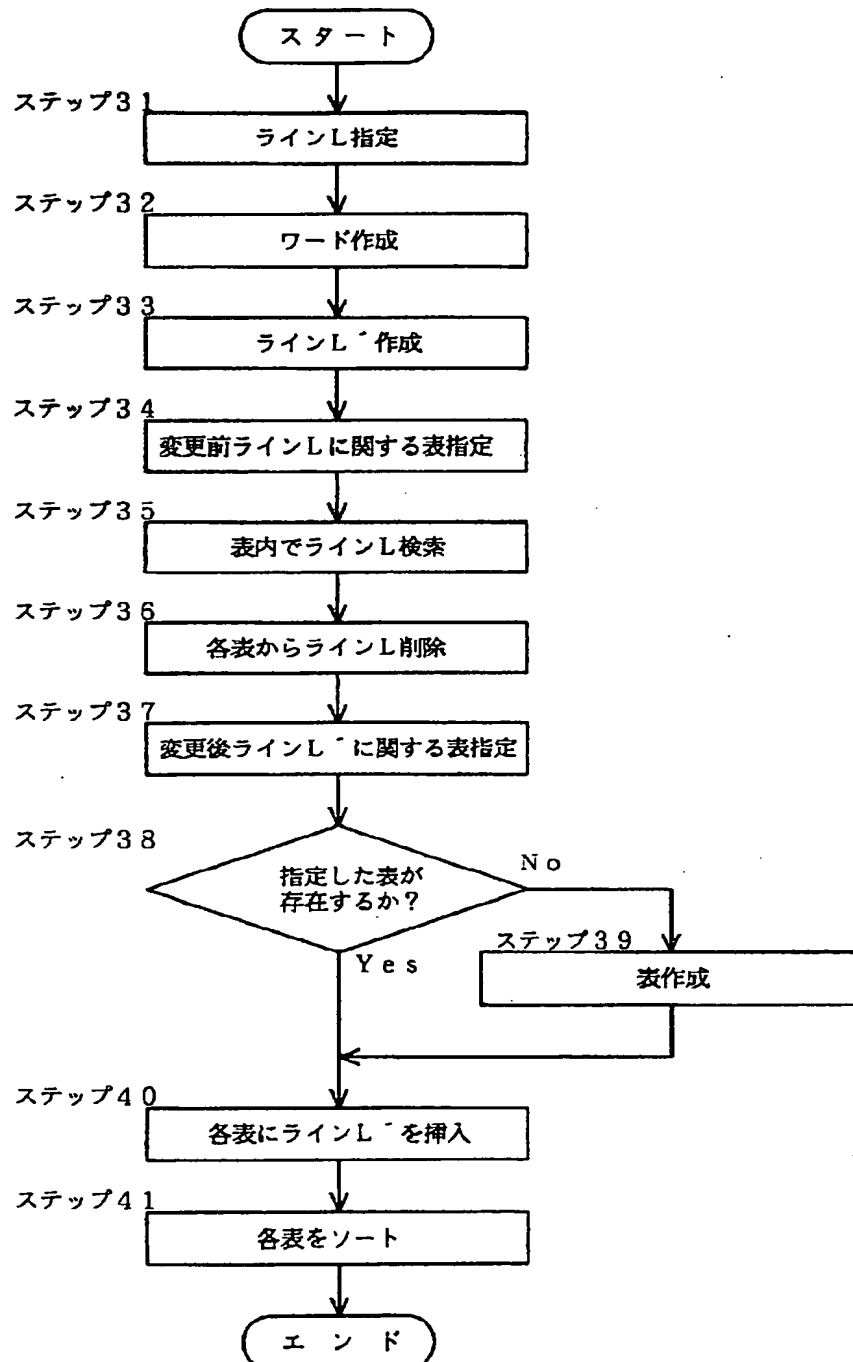 スタート
ステップ31
ラインL指定
ステップ32
ワード作成
ステップ33
ラインL´作成
ステップ34
変更前ラインLに関する表指定
ステップ35
表内でラインL検索
ステップ36
各表からラインL削除
ステップ37
変更後ラインL´に関する表指定
ステップ38
指定した表が
存在するか?
No
Yes
ステップ39
表作成
ステップ40
各表にラインL´を挿入
ステップ41
各表をソート
エンド